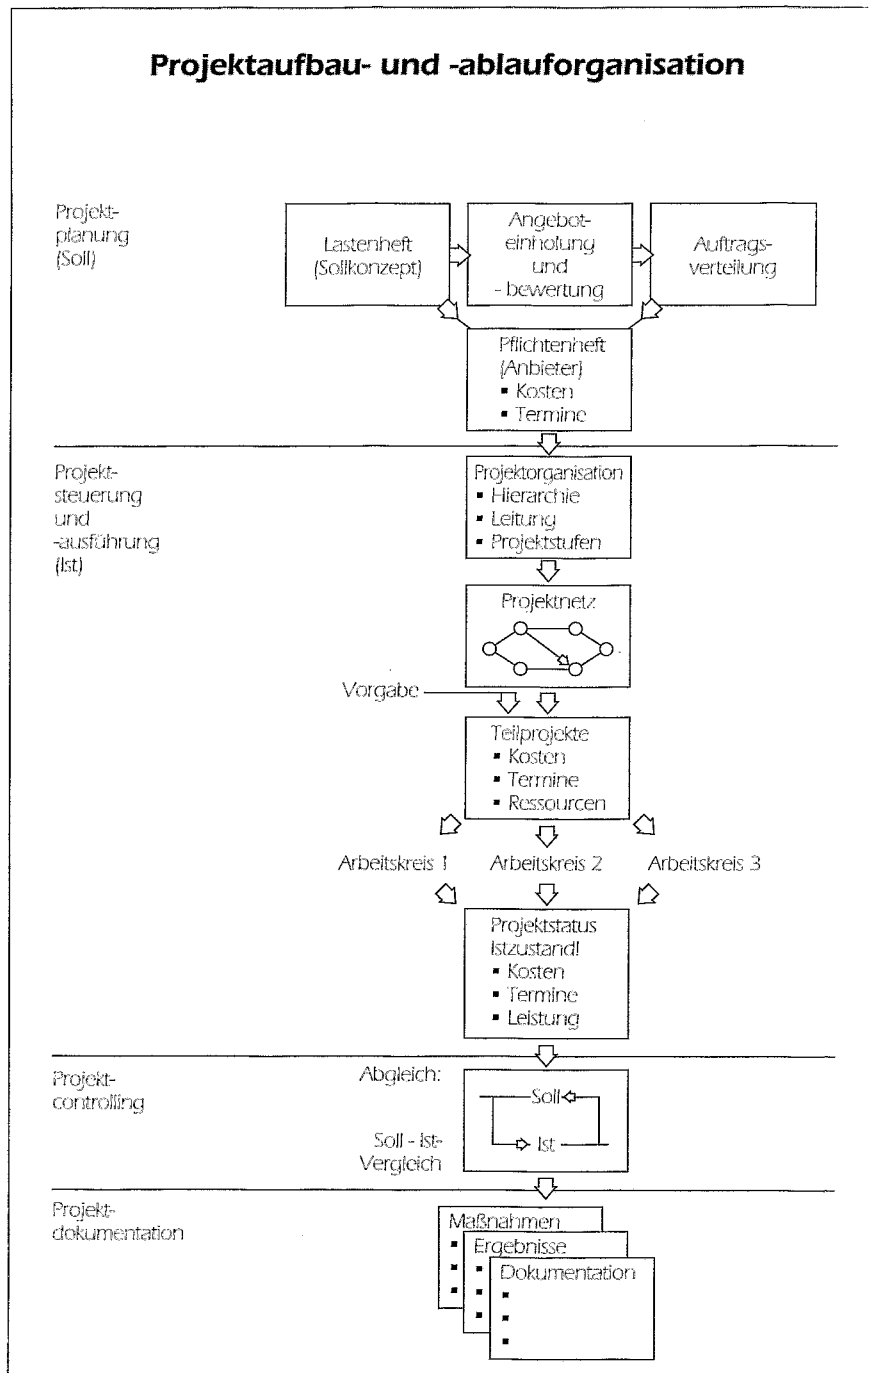 Projektaufbau- und -ablauforganisation
Projekt-
planung
(Soll)
Lastenheft
(Sollkonzept)
Angebot-
einholung
und
- bewertung
Auftrags-
verteilung
Pflichtenheft
(Anbieter)
▪ Kosten
▪ Termine
Projekt-
steuerung
und
-ausführung
(Ist)
Projektorganisation
▪ Hierarchie
▪ Leitung
▪ Projektstufen
Projektnetz
Vorgabe
Teilprojekte
▪ Kosten
▪ Termine
▪ Ressourcen
Arbeitskreis 1 Arbeitskreis 2 Arbeitskreis 3
Projektstatus
Istzustand!
▪ Kosten
▪ Termine
▪ Leistung
Projekt-
controlling
Abgleich:
Soll - Ist-
Vergleich
Soll
Ist
Projekt-
dokumentation
Maßnahmen
Ergebnisse
Dokumentation